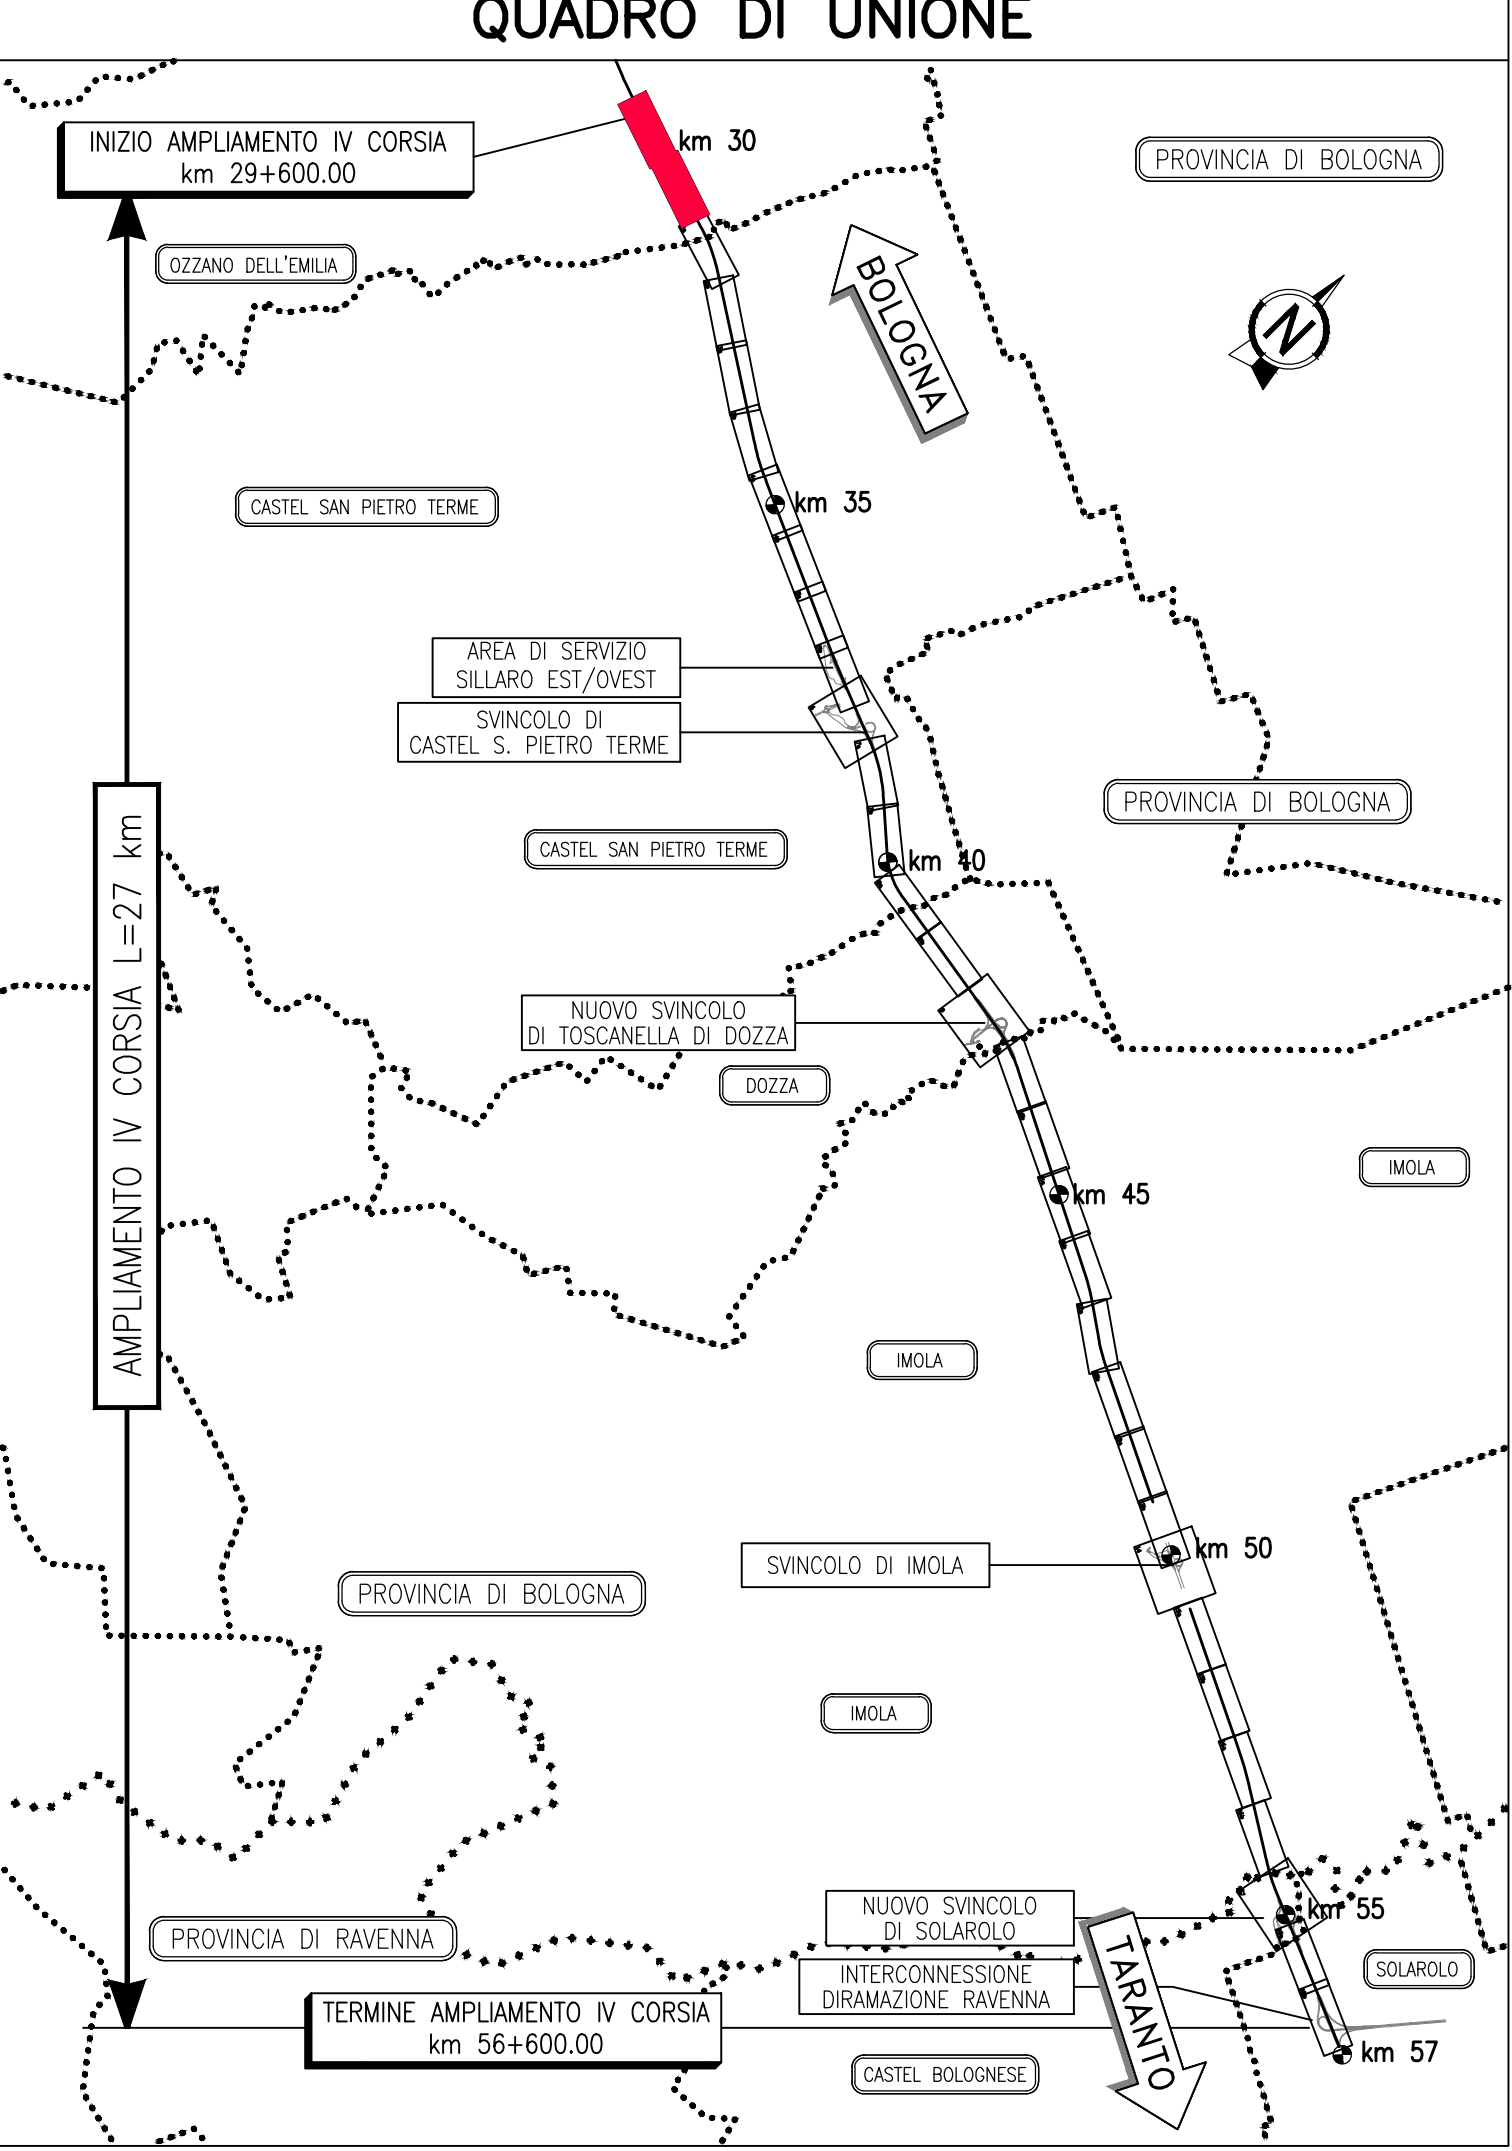 QUADRO DI UNIONE
INIZIO AMPLIAMENTO IV CORSIA
km 29+600.00
km 30
PROVINCIA DI BOLOGNA
OZZANO DELL'EMILIA
BOLOGNA
N
CASTEL SAN PIETRO TERME
km 35
AREA DI SERVIZIO
SILLARO EST/OVEST
SVINCOLO DI
CASTEL S. PIETRO TERME
PROVINCIA DI BOLOGNA
CASTEL SAN PIETRO TERME
km 40
AMPLIAMENTO IV CORSIA L=27 km
NUOVO SVINCOLO
DI TOSCANELLA DI DOZZA
DOZZA
IMOLA
km 45
IMOLA
km 50
SVINCOLO DI IMOLA
PROVINCIA DI BOLOGNA
IMOLA
NUOVO SVINCOLO
DI SOLAROLO
km 55
PROVINCIA DI RAVENNA
INTERCONNESSIONE
DIRAMAZIONE RAVENNA
SOLAROLO
TARANTO
TERMINE AMPLIAMENTO IV CORSIA
km 56+600.00
km 57
CASTEL BOLOGNESE